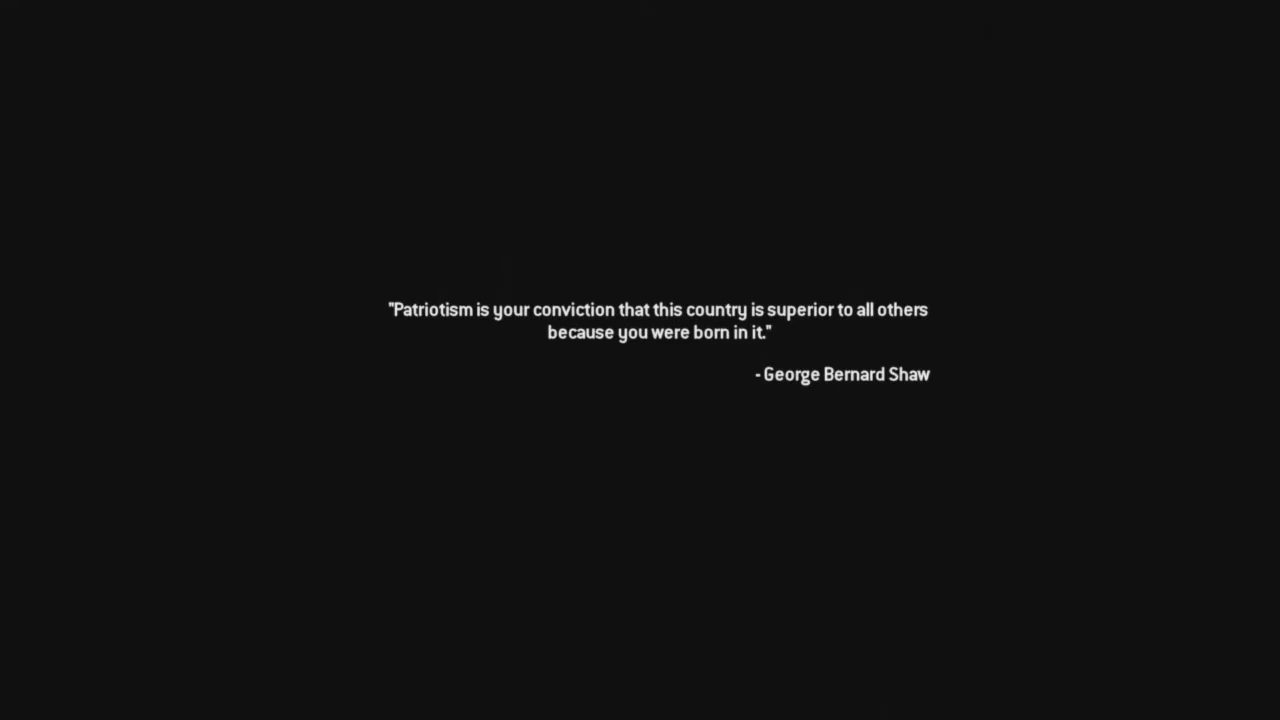 "Patriotism is your conviction that this country is superior to all others
because you were born in it."
- George Bernard Shaw